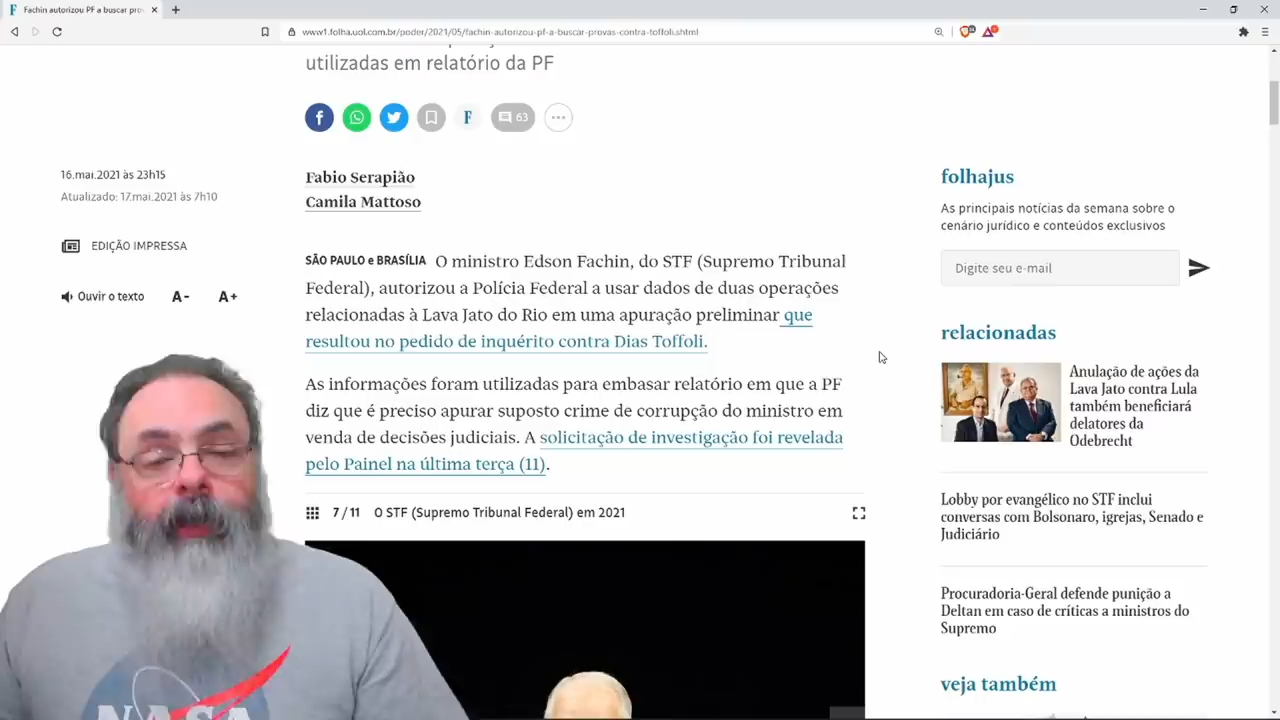 Fachin autorizou PF a buscar pro
www1.folha.uol.com.br/poder/2021/05/fachin-autorizou-pf-a-buscar-provas-contra-toffoli.shtml
utilizadas em relatório da PF
63
16.mai.2021 às 23h15
Atualizado: 17.mai.2021 às 7h10
EDIÇÃO IMPRESSA
Ouvir o texto A- A+
Fabio Serapião
Camila Mattoso
SÃO PAULO e BRASÍLIA O ministro Edson Fachin, do STF (Supremo Tribunal
Federal), autorizou a Polícia Federal a usar dados de duas operações
relacionadas à Lava Jato do Rio em uma apuração preliminar que
resultou no pedido de inquérito contra Dias Toffoli.
As informações foram utilizadas para embasar relatório em que a PF
diz que é preciso apurar suposto crime de corrupção do ministro em
venda de decisões judiciais. A solicitação de investigação foi revelada
pelo Painel na última terça (11).
7 / 11 O STF (Supremo Tribunal Federal) em 2021
folhajus
As principais notícias da semana sobre o
cenário jurídico e conteúdos exclusivos
Digite seu e-mail
relacionadas
Anulação de ações da
Lava Jato contra Lula
também beneficiará
delatores da
Odebrecht
Lobby por evangélico no STF inclui
conversas com Bolsonaro, igrejas, Senado e
Judiciário
Procuradoria-Geral defende punição a
Deltan em caso de críticas a ministros do
Supremo
veja também
NASA